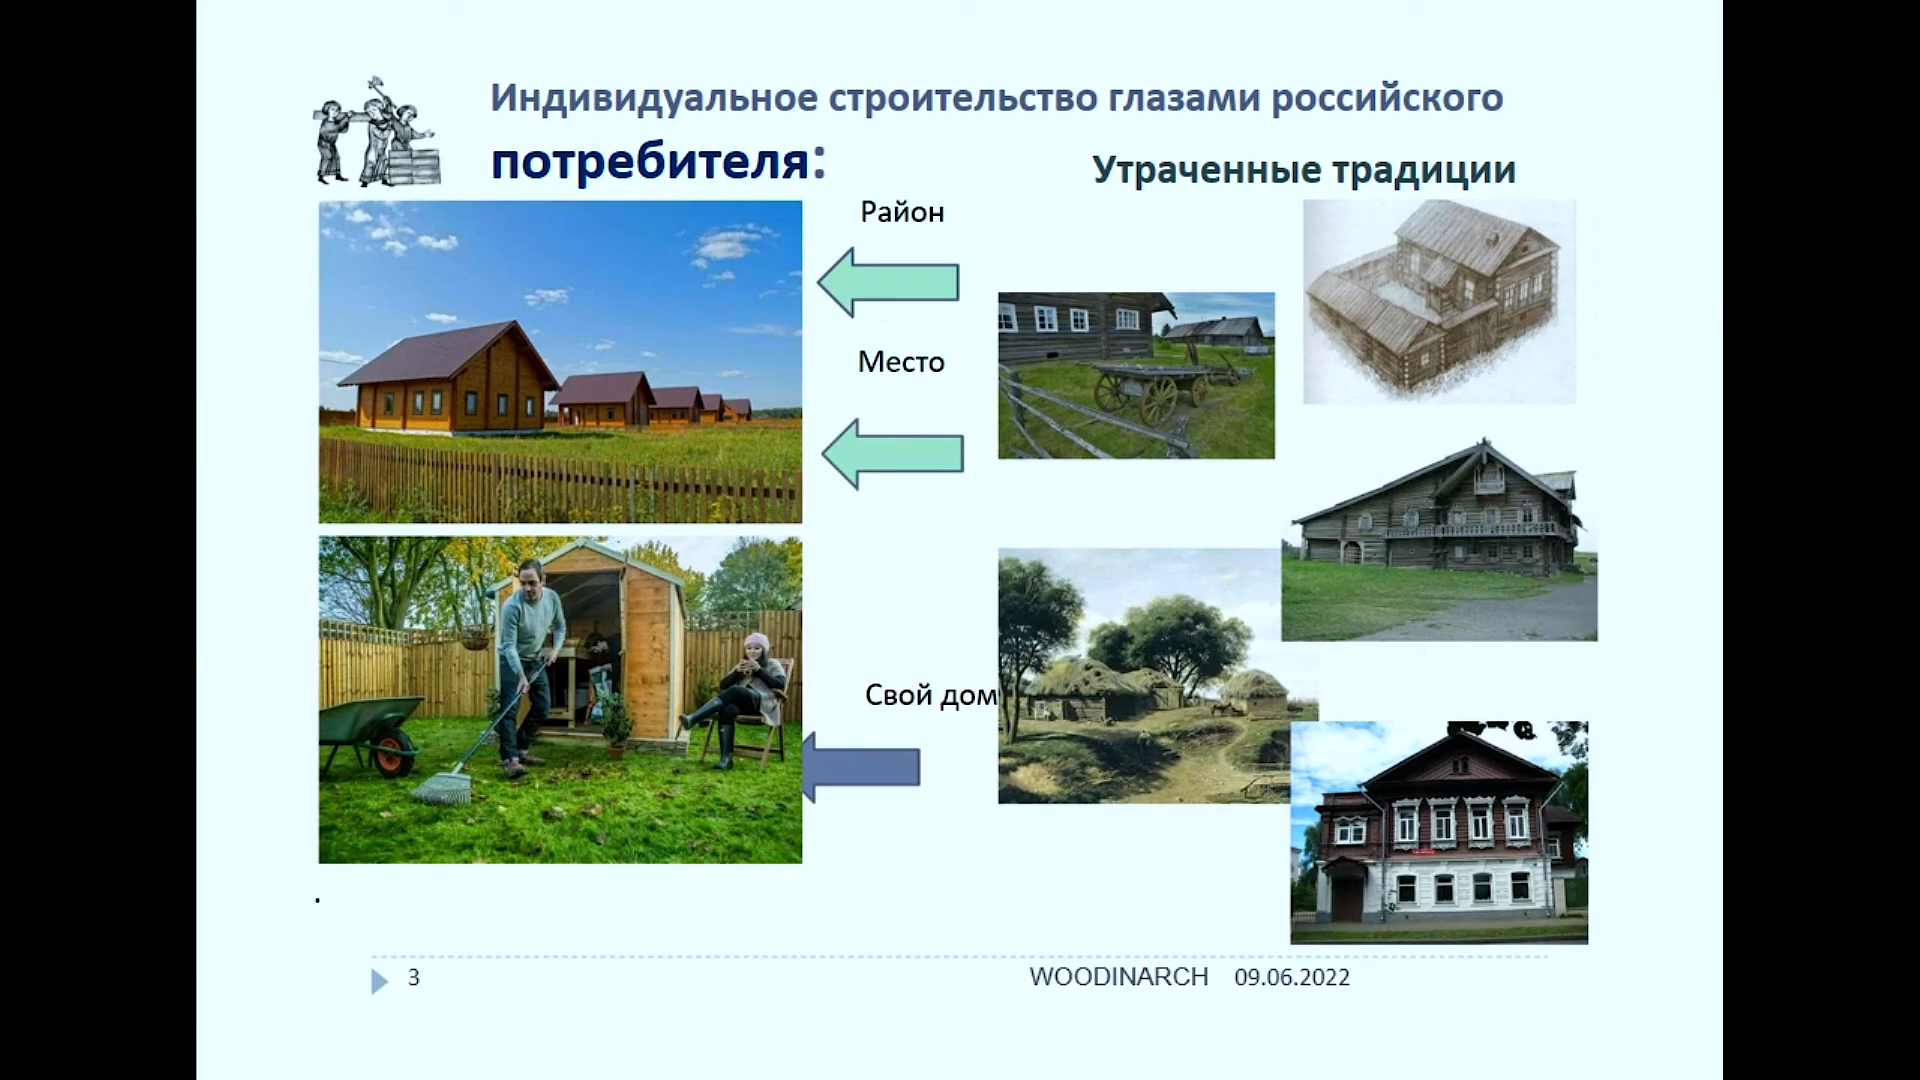 Индивидуальное строительство глазами российского
потребителя:
Утраченные традиции
Район
Место
Свой дом
.
3
WOODINARCH 09.06.2022